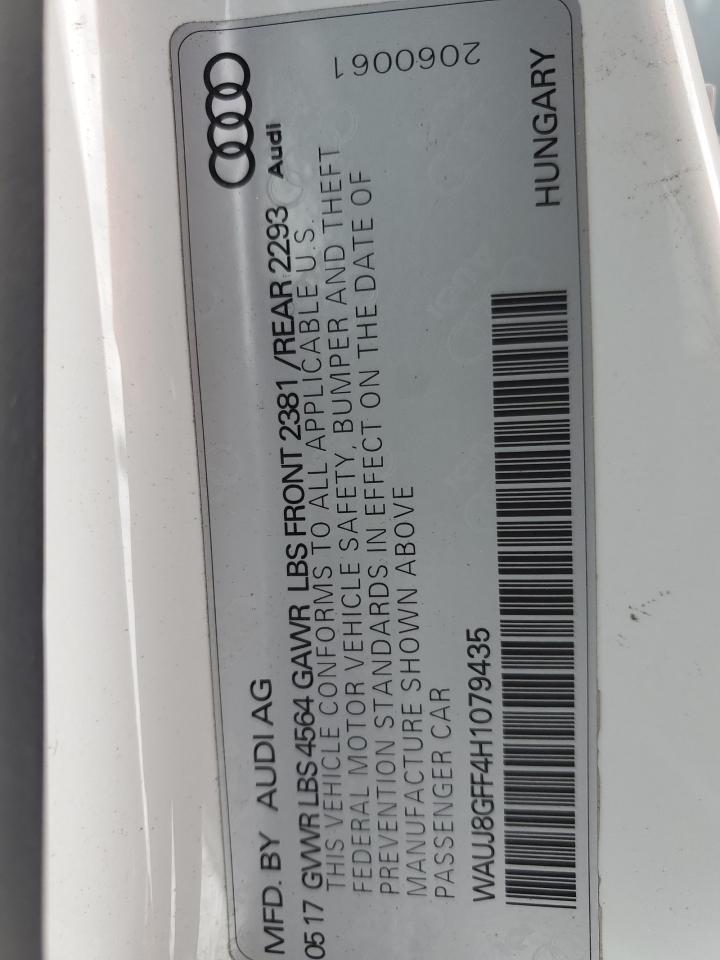 MFD. BY AUDI AG
0517 GVWR LBS 4564 GAWR LBS FRONT 2381 /REAR 2293
Audi
THIS VEHICLE CONFORMS TO ALL APPLICABLE U.S.
FEDERAL MOTOR VEHICLE SAFETY, BUMPER AND THEFT
PREVENTION STANDARDS IN EFFECT ON THE DATE OF
MANUFACTURE SHOWN ABOVE
PASSENGER CAR
WAUJ8GFF4H1079435
2060061
HUNGARY